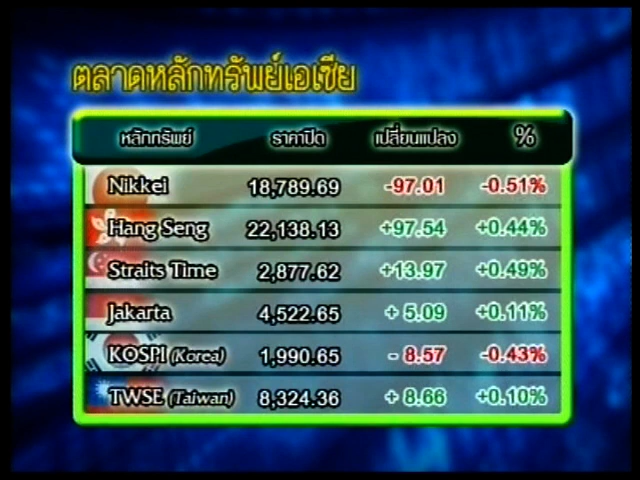 ตลาดหลักทรัพย์เอเซีย
หลักทรัพย์ ราคาปิด เปลี่ยนแปลง %
Nikkei 18,789.69 -97.01 -0.51%
Hang Seng 22,138.13 +97.54 +0.44%
Straits Time 2,877.62 +13.97 +0.49%
Jakarta 4,522.65 + 5.09 +0.11%
KOSPI (Korea) 1,990.65 - 8.57 -0.43%
TWSE (Taiwan) 8,324.36 + 8.66 +0.10%